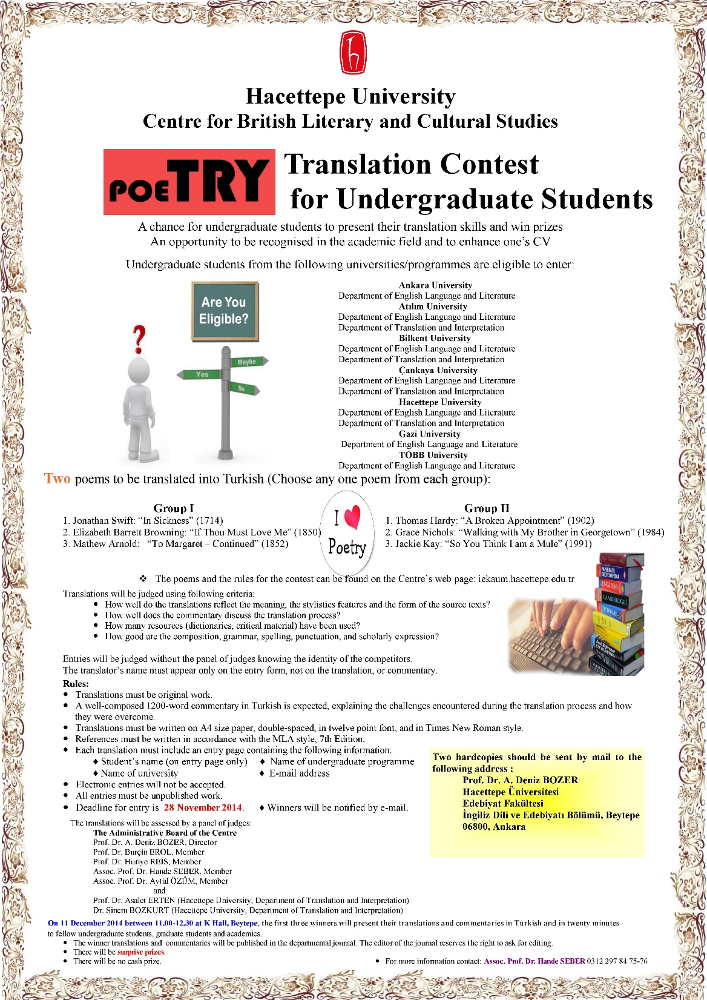 Hacettepe University
Centre for British Literary and Cultural Studies
POETRY Translation Contest
for Undergraduate Students
A chance for undergraduate students to present their translation skills and win prizes
An opportunity to be recognised in the academic field and to enhance one's CV
Undergraduate students from the following universities/programmes are eligible to enter:
Are You
Eligible?
?
Maybe
Yes
No
Ankara University
Department of English Language and Literature
Atılım University
Department of English Language and Literature
Department of Translation and Interpretation
Bilkent University
Department of English Language and Literature
Department of Translation and Interpretation
Çankaya University
Department of English Language and Literature
Department of Translation and Interpretation
Hacettepe University
Department of English Language and Literature
Department of Translation and Interpretation
Gazi University
Department of English Language and Literature
TOBB University
Department of English Language and Literature
Two poems to be translated into Turkish (Choose any one poem from each group):
Group I
1. Jonathan Swift: “In Sickness” (1714)
2. Elizabeth Barrett Browning: “If Thou Must Love Me” (1850)
3. Mathew Arnold: “To Margaret – Continued” (1852)
I
Poetry
Group II
1. Thomas Hardy: “A Broken Appointment” (1902)
2. Grace Nichols: “Walking with My Brother in Georgetown” (1984)
3. Jackie Kay: “So You Think I am a Mule” (1991)
❖ The poems and the rules for the contest can be found on the Centre's web page: iekaum.hacettepe.edu.tr
Translations will be judged using following criteria:
• How well do the translations reflect the meaning, the stylistics features and the form of the source texts?
• How well does the commentary discuss the translation process?
• How many resources (dictionaries, critical material) have been used?
• How good are the composition, grammar, spelling, punctuation, and scholarly expression?
PAPERBACK
ENCYCLOPEDIA
ENGLISH
CAMBRIDGE
DICTIONARY
Entries will be judged without the panel of judges knowing the identity of the competitors.
The translator's name must appear only on the entry form, not on the translation, or commentary.
Rules:
• Translations must be original work.
• A well-composed 1200-word commentary in Turkish is expected, explaining the challenges encountered during the translation process and how
they were overcome.
• Translations must be written on A4 size paper, double-spaced, in twelve point font, and in Times New Roman style.
• References must be written in accordance with the MLA style, 7th Edition.
• Each translation must include an entry page containing the following information:
♦ Student's name (on entry page only) ♦ Name of undergraduate programme
♦ Name of university ♦ E-mail address
• Electronic entries will not be accepted.
• All entries must be unpublished work.
• Deadline for entry is 28 November 2014. ♦ Winners will be notified by e-mail.
Two hardcopies should be sent by mail to the
following address :
Prof. Dr. A. Deniz BOZER
Hacettepe Üniversitesi
Edebiyat Fakültesi
İngiliz Dili ve Edebiyatı Bölümü, Beytepe
06800, Ankara
The translations will be assessed by a panel of judges:
The Administrative Board of the Centre
Prof. Dr. A. Deniz BOZER, Director
Prof. Dr. Burçin EROL, Member
Prof. Dr. Huriye REİS, Member
Assoc. Prof. Dr. Hande SEBER, Member
Assoc. Prof. Dr. Aytül ÖZÜM, Member
and
Prof. Dr. Asalet ERTEN (Hacettepe University, Department of Translation and Interpretation)
Dr. Sinem BOZKURT (Hacettepe University, Department of Translation and Interpretation)
On 11 December 2014 between 11.00-12.30 at K Hall, Beytepe, the first three winners will present their translations and commentaries in Turkish and in twenty minutes
to fellow undergraduate students, graduate students and academics.
• The winner translations and commentaries will be published in the departmental journal. The editor of the journal reserves the right to ask for editing.
• There will be surprise prizes.
• There will be no cash prize.
• For more information contact: Assoc. Prof. Dr. Hande SEBER 0312 297 84 75-76